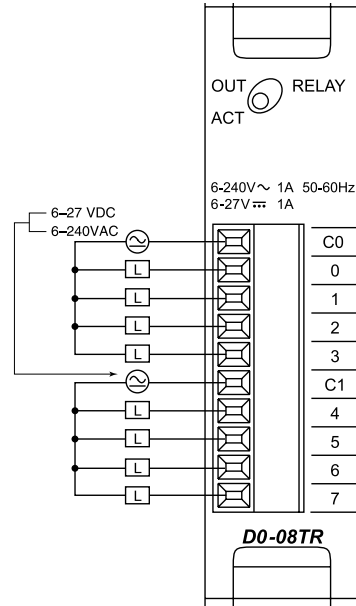 OUT RELAY
ACT
6-240V~ 1A 50-60Hz
6-27V⎓ 1A
6–27 VDC
6–240VAC
C0
L 0
L 1
L 2
L 3
C1
L 4
L 5
L 6
L 7
D0-08TR